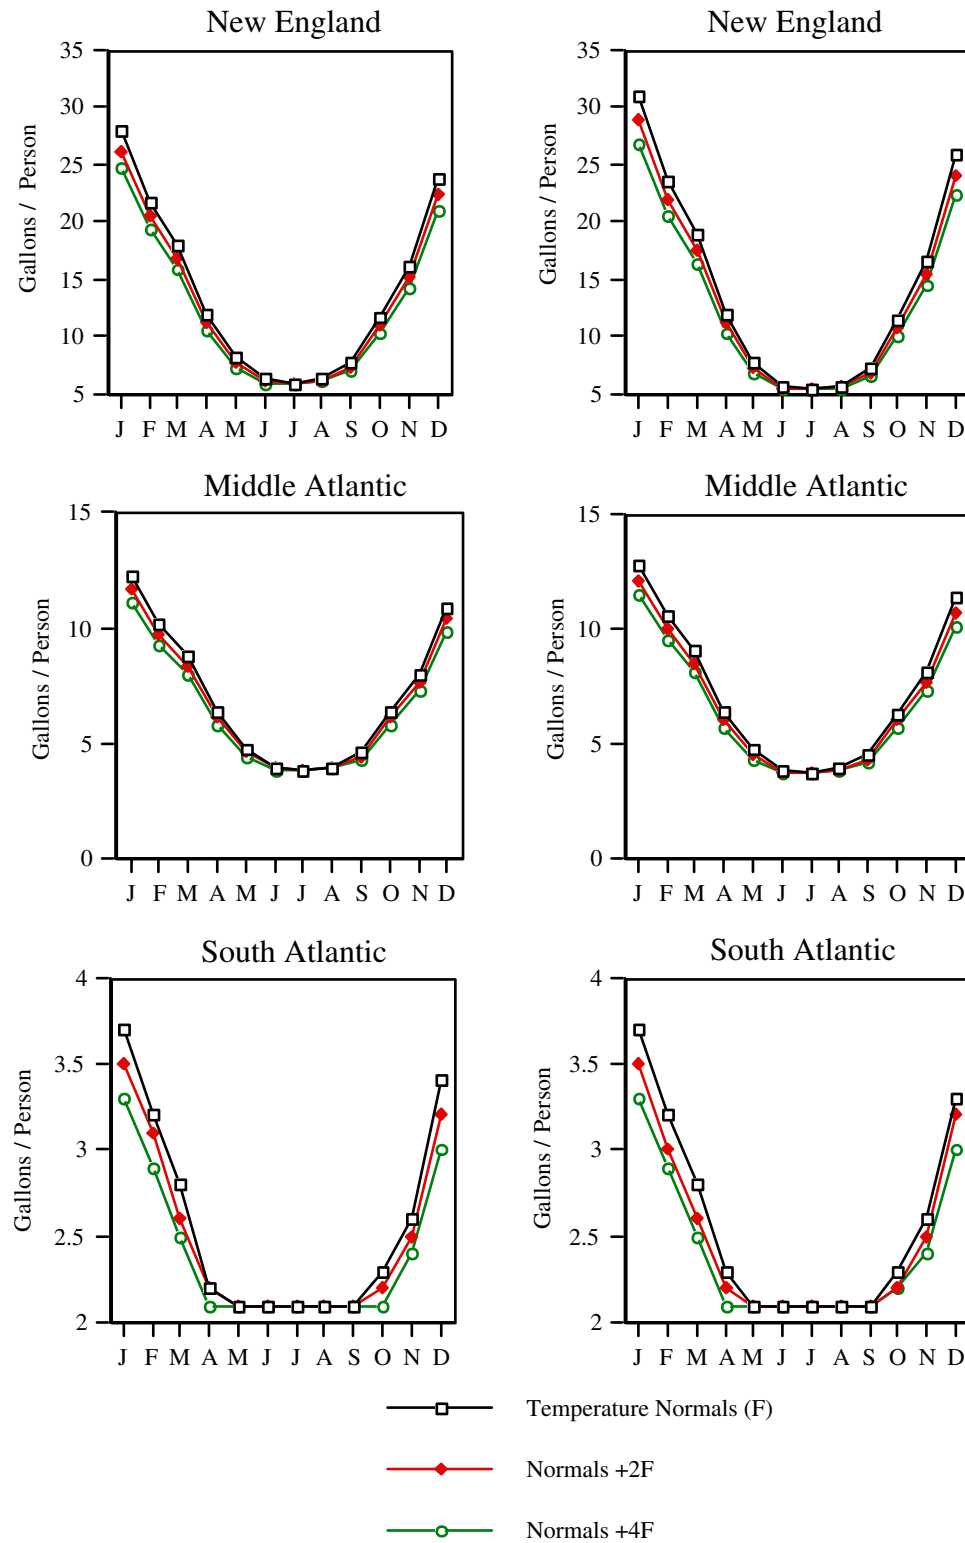 New England
New England
35
30
25
20
15
10
5
Gallons / Person
J F M A M J J A S O N D
35
30
25
20
15
10
5
Gallons / Person
J F M A M J J A S O N D
Middle Atlantic
Middle Atlantic
15
10
5
0
Gallons / Person
J F M A M J J A S O N D
15
10
5
0
Gallons / Person
J F M A M J J A S O N D
South Atlantic
South Atlantic
4
3.5
3
2.5
2
Gallons / Person
J F M A M J J A S O N D
4
3.5
3
2.5
2
Gallons / Person
J F M A M J J A S O N D
Temperature Normals (F)
Normals +2F
Normals +4F